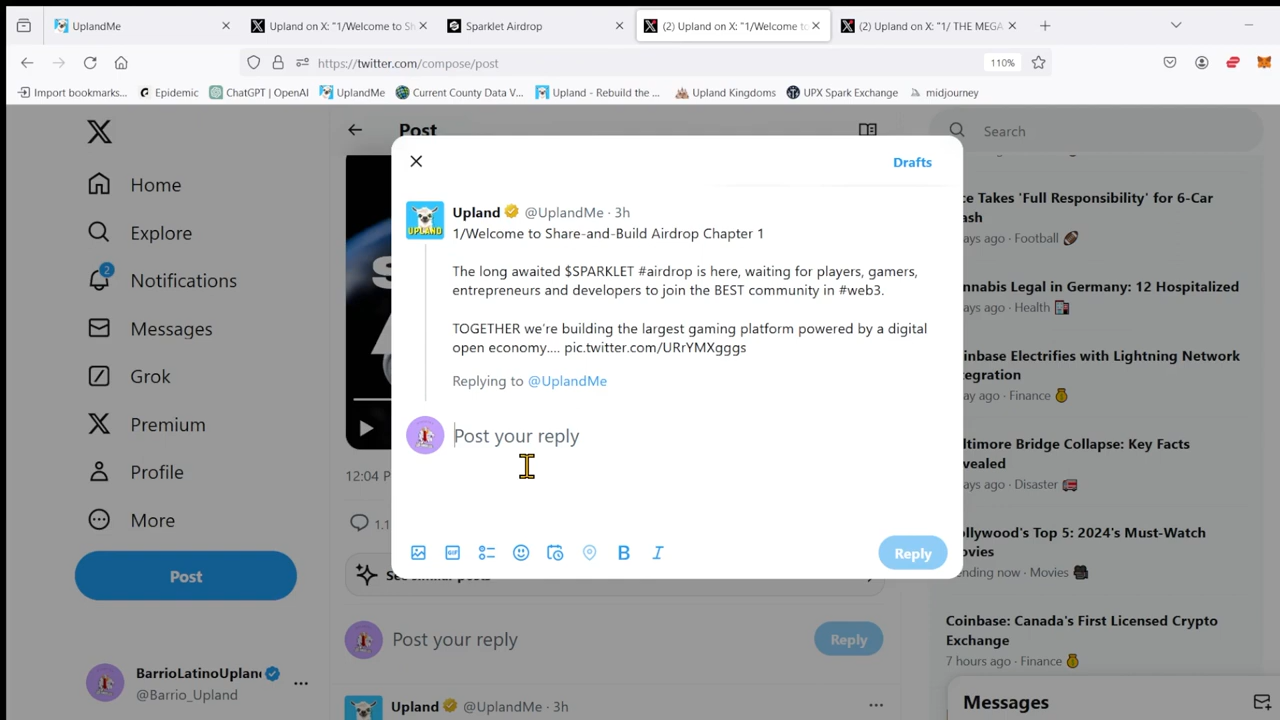 UplandMe
Upland on X: "1/Welcome to Sh
Sparklet Airdrop
(2) Upland on X: "1/Welcome to
(2) Upland on X: "1/ THE MEGA
https://twitter.com/compose/post
110%
Import bookmarks...
Epidemic
ChatGPT | OpenAI
UplandMe
Current County Data V...
Upland - Rebuild the ...
Upland Kingdoms
UPX Spark Exchange
midjourney
Home
Explore
2
Notifications
Messages
Grok
Premium
Profile
More
Post
BarrioLatinoUpland
@Barrio_Upland
Post
12:04 P
1.1
Post your reply
Reply
Upland @UplandMe · 3h
Drafts
Upland @UplandMe · 3h
1/Welcome to Share-and-Build Airdrop Chapter 1
The long awaited $SPARKLET #airdrop is here, waiting for players, gamers,
entrepreneurs and developers to join the BEST community in #web3.
TOGETHER we're building the largest gaming platform powered by a digital
open economy.... pic.twitter.com/URrYMXgggs
Replying to @UplandMe
Post your reply
Reply
Search
ce Takes 'Full Responsibility' for 6-Car
ash
ays ago · Football
nnabis Legal in Germany: 12 Hospitalized
ays ago · Health
inbase Electrifies with Lightning Network
egration
ay ago · Finance
ltimore Bridge Collapse: Key Facts
vealed
ays ago · Disaster
ollywood's Top 5: 2024's Must-Watch
ovies
ending now · Movies
Coinbase: Canada's First Licensed Crypto
Exchange
7 hours ago · Finance
Messages